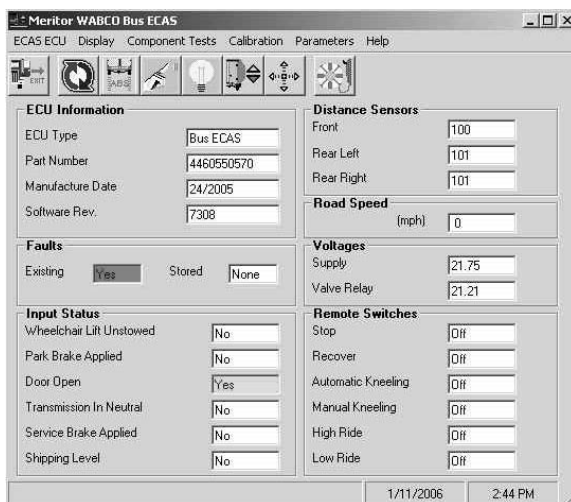 Meritor WABCO Bus ECAS
ECAS ECU Display Component Tests Calibration Parameters Help
EXIT ABS
ECU Information
ECU Type Bus ECAS
Part Number 4460550570
Manufacture Date 24/2005
Software Rev. 7308
Faults
Existing Yes Stored None
Input Status
Wheelchair Lift Unstowed No
Park Brake Applied No
Door Open Yes
Transmission In Neutral No
Service Brake Applied No
Shipping Level No
Distance Sensors
Front 100
Rear Left 101
Rear Right 101
Road Speed
(mph) 0
Voltages
Supply 21.75
Valve Relay 21.21
Remote Switches
Stop Off
Recover Off
Automatic Kneeling Off
Manual Kneeling Off
High Ride Off
Low Ride Off
1/11/2006 2:44 PM